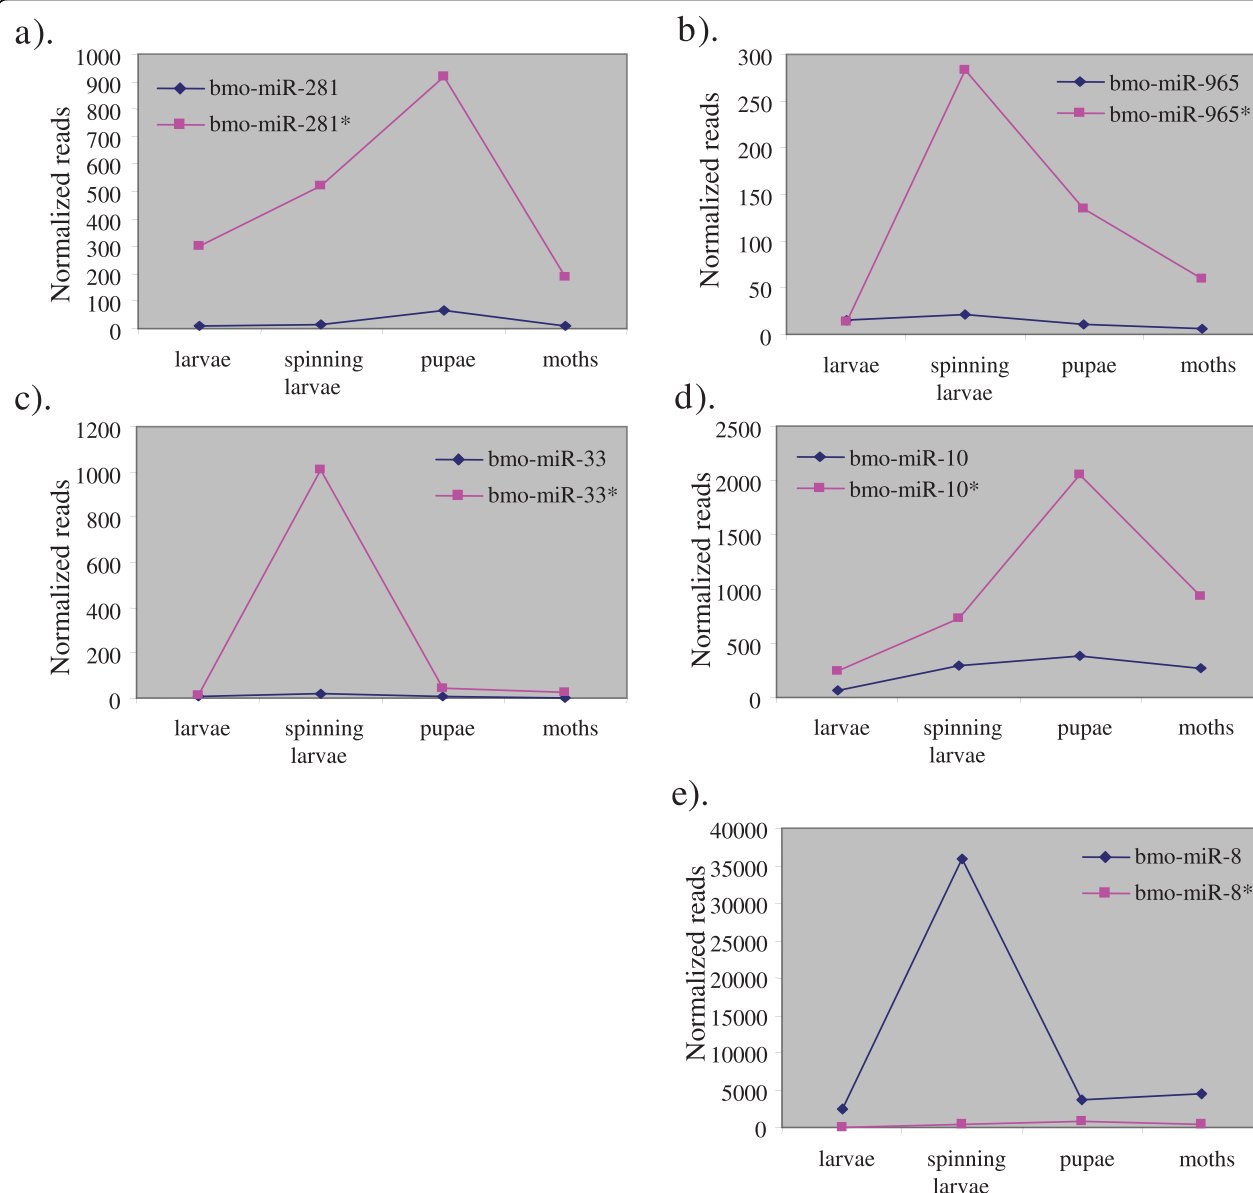 a).
1000
900
800
700
600
500
400
300
200
100
0
Normalized reads
bmo-miR-281
bmo-miR-281*
larvae
spinning
larvae
pupae
moths
b).
300
250
200
150
100
50
0
Normalized reads
bmo-miR-965
bmo-miR-965*
larvae
spinning
larvae
pupae
moths
c).
1200
1000
800
600
400
200
0
Normalized reads
bmo-miR-33
bmo-miR-33*
larvae
spinning
larvae
pupae
moths
d).
2500
2000
1500
1000
500
0
Normalized reads
bmo-miR-10
bmo-miR-10*
larvae
spinning
larvae
pupae
moths
e).
40000
35000
30000
25000
20000
15000
10000
5000
0
Normalized reads
bmo-miR-8
bmo-miR-8*
larvae
spinning
larvae
pupae
moths